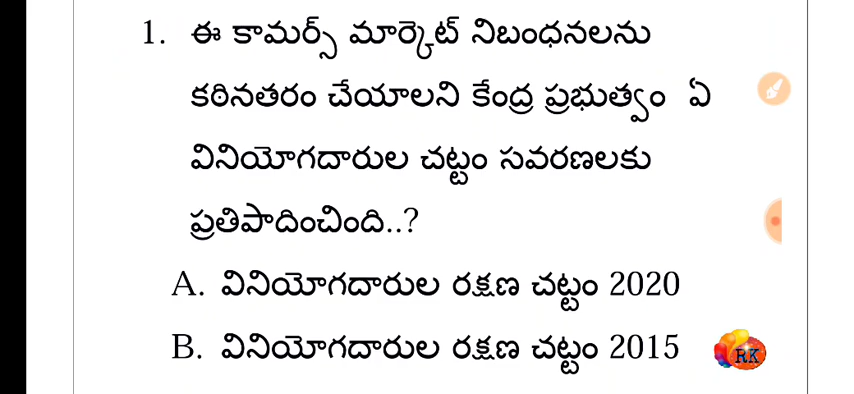 1. ఈ కామర్స్ మార్కెట్ నిబంధనలను
కఠినతరం చేయాలని కేంద్ర ప్రభుత్వం ఏ
వినియోగదారుల చట్టం సవరణలకు
ప్రతిపాదించింది..?
A. వినియోగదారుల రక్షణ చట్టం 2020
B. వినియోగదారుల రక్షణ చట్టం 2015
RK